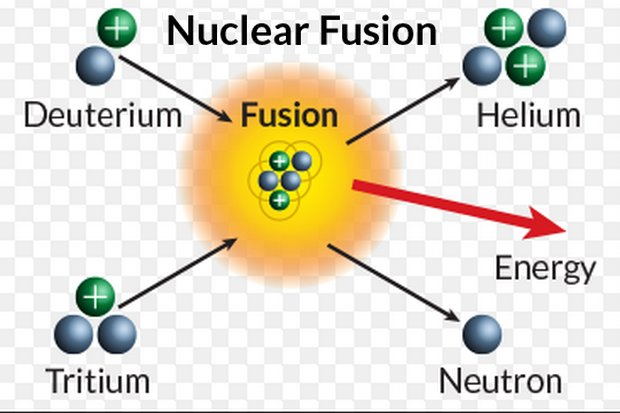 Nuclear Fusion
Deuterium
Fusion
Helium
Energy
Tritium
Neutron